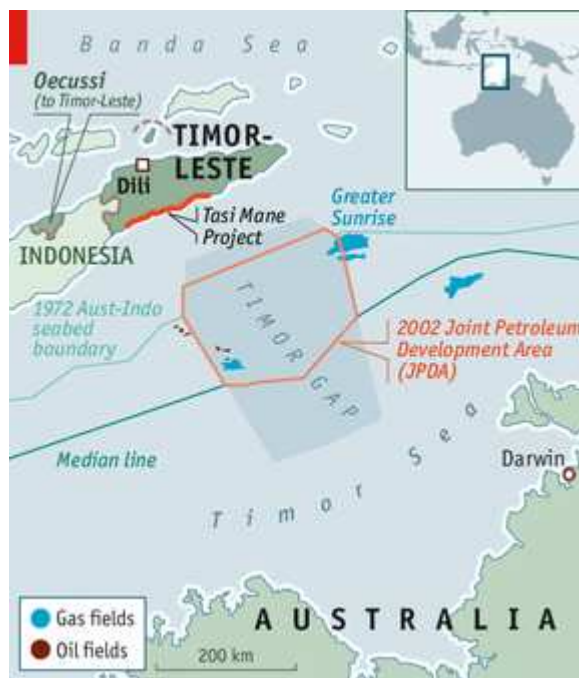 Banda Sea
Oecussi
(to Timor-Leste)
TIMOR-
LESTE
Dili
Greater
Sunrise
Tasi Mane
Project
INDONESIA
1972 Aust-Indo
seabed
boundary
TIMOR GAP
2002 Joint Petroleum
Development Area
(JPDA)
Median line
Timor Sea
Darwin
AUSTRALIA
Gas fields
Oil fields
200 km